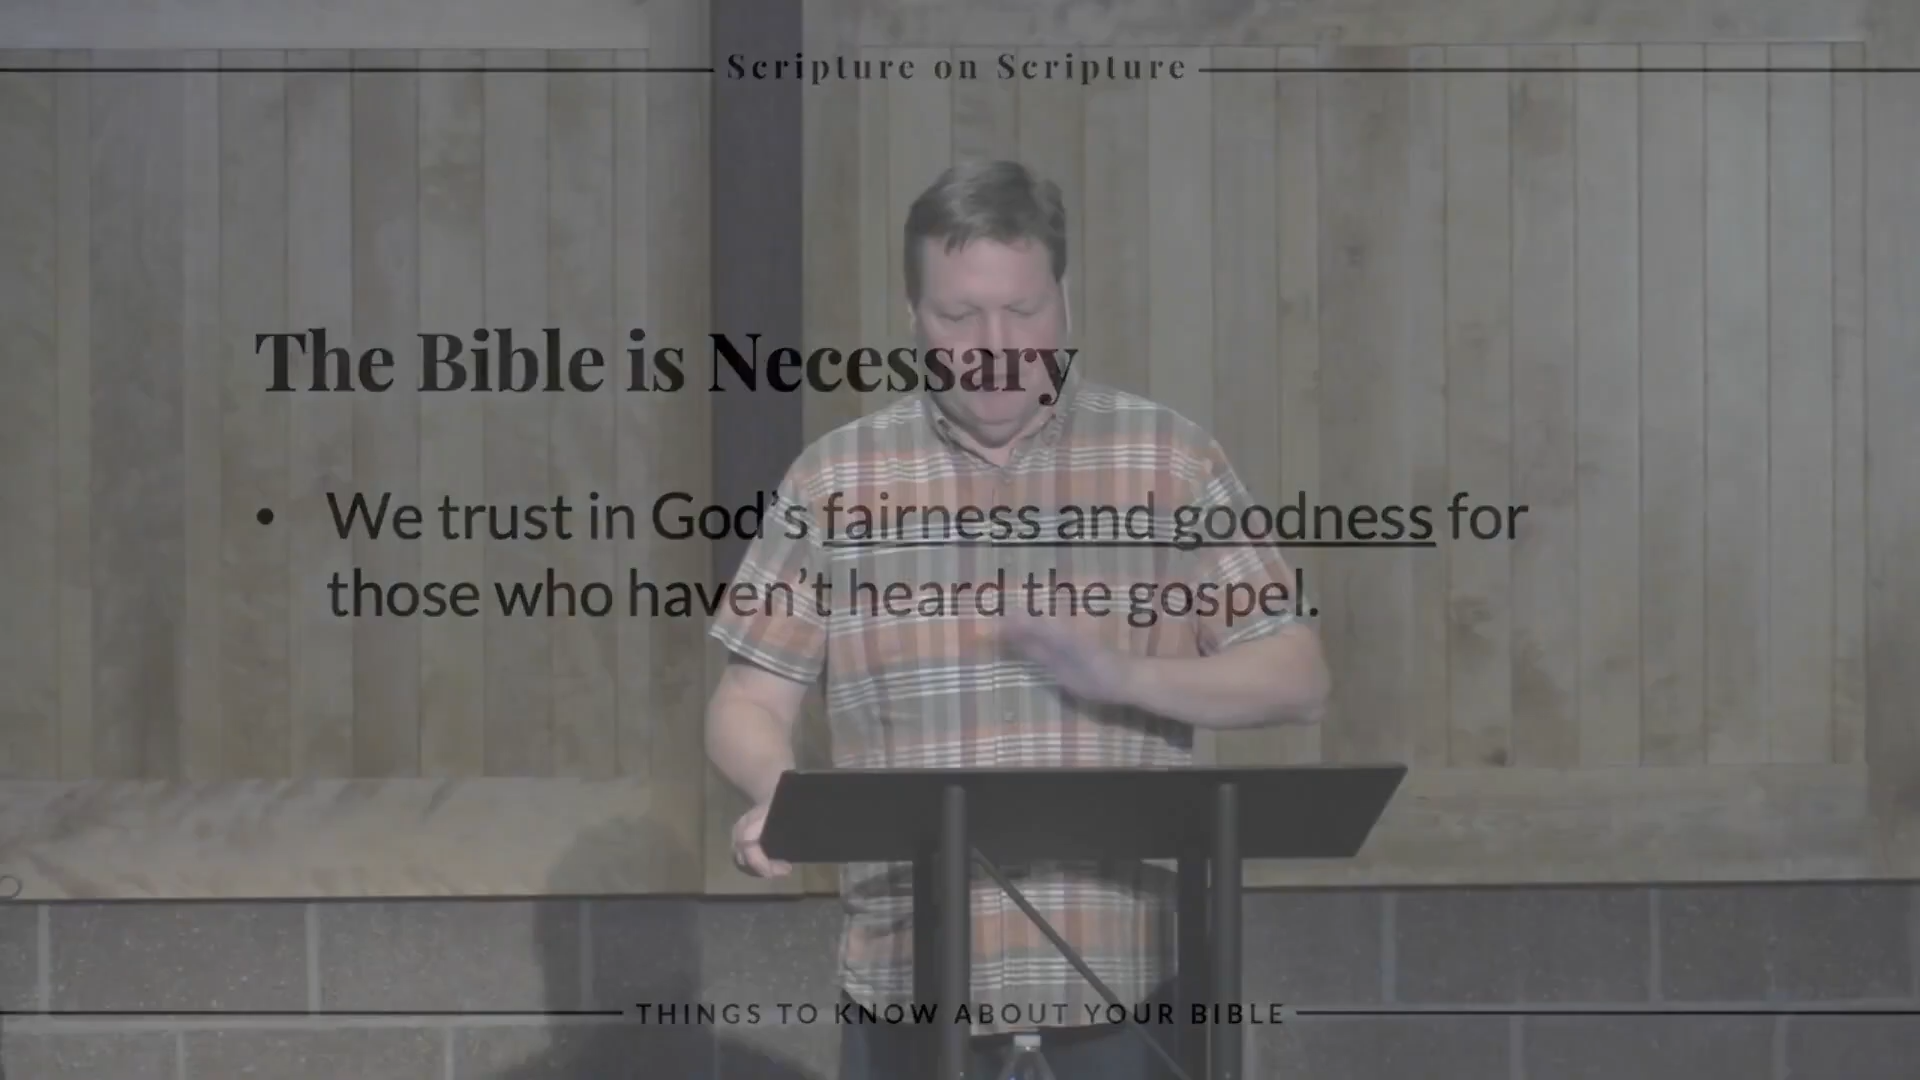 Scripture on Scripture
The Bible is Necessary
• We trust in God’s fairness and goodness for
those who haven’t heard the gospel.
THINGS TO KNOW ABOUT YOUR BIBLE